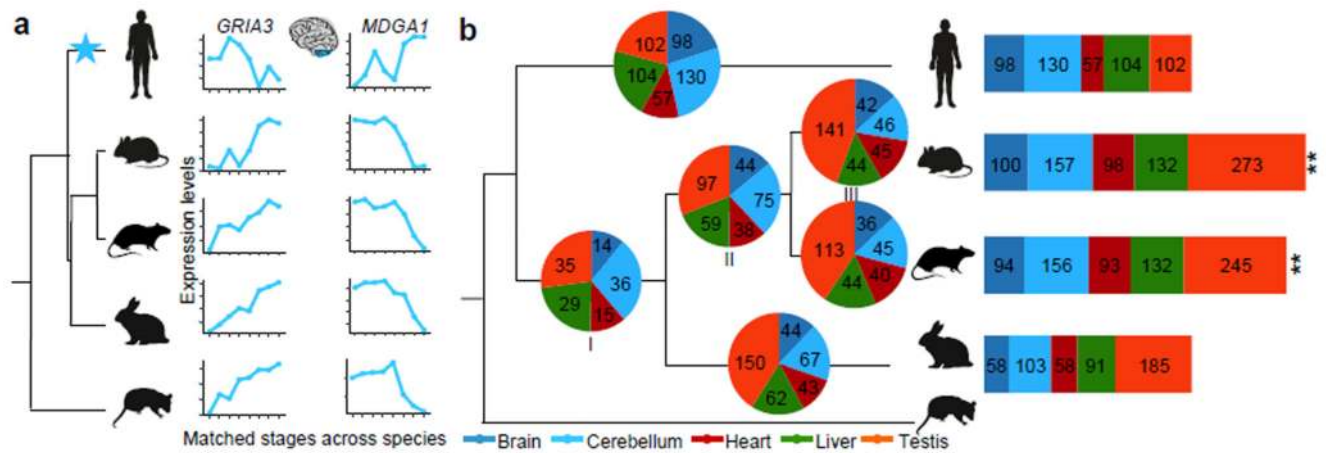 a
GRIA3
MDGA1
Expression levels
Matched stages across species
b
102 98
104 130
57
98 130 57 104 102
141 42
46
44 45
III
100 157 98 132 273 **
97 44
75
59 38
II
113 36
45
44 40
94 156 93 132 245 **
35 14
36
29 15
I
150 44
67
62 43
58 103 58 91 185
Brain Cerebellum Heart Liver Testis